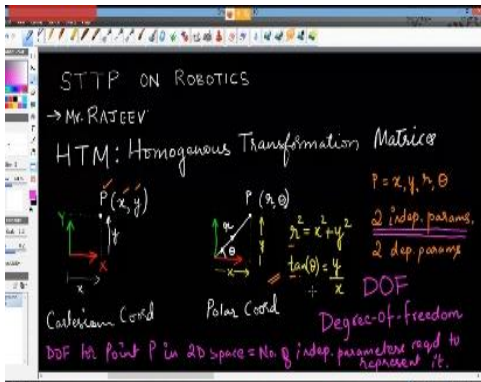 STTP ON ROBOTICS
→ Mr. RAJEEV
HTM: Homogenous Transformation Matrices
P(x, y)
P (r, θ)
P = x, y, r, θ
Y
y
r
θ
y
r² = x² + y²
2 indep. params.
X
x
x
tan(θ) = y/x
2 dep. params
DOF
Cartesian Coord
Polar Coord
Degree-of-freedom
DOF for Point P in 2D space = No. of indep. parameters reqd to
represent it.